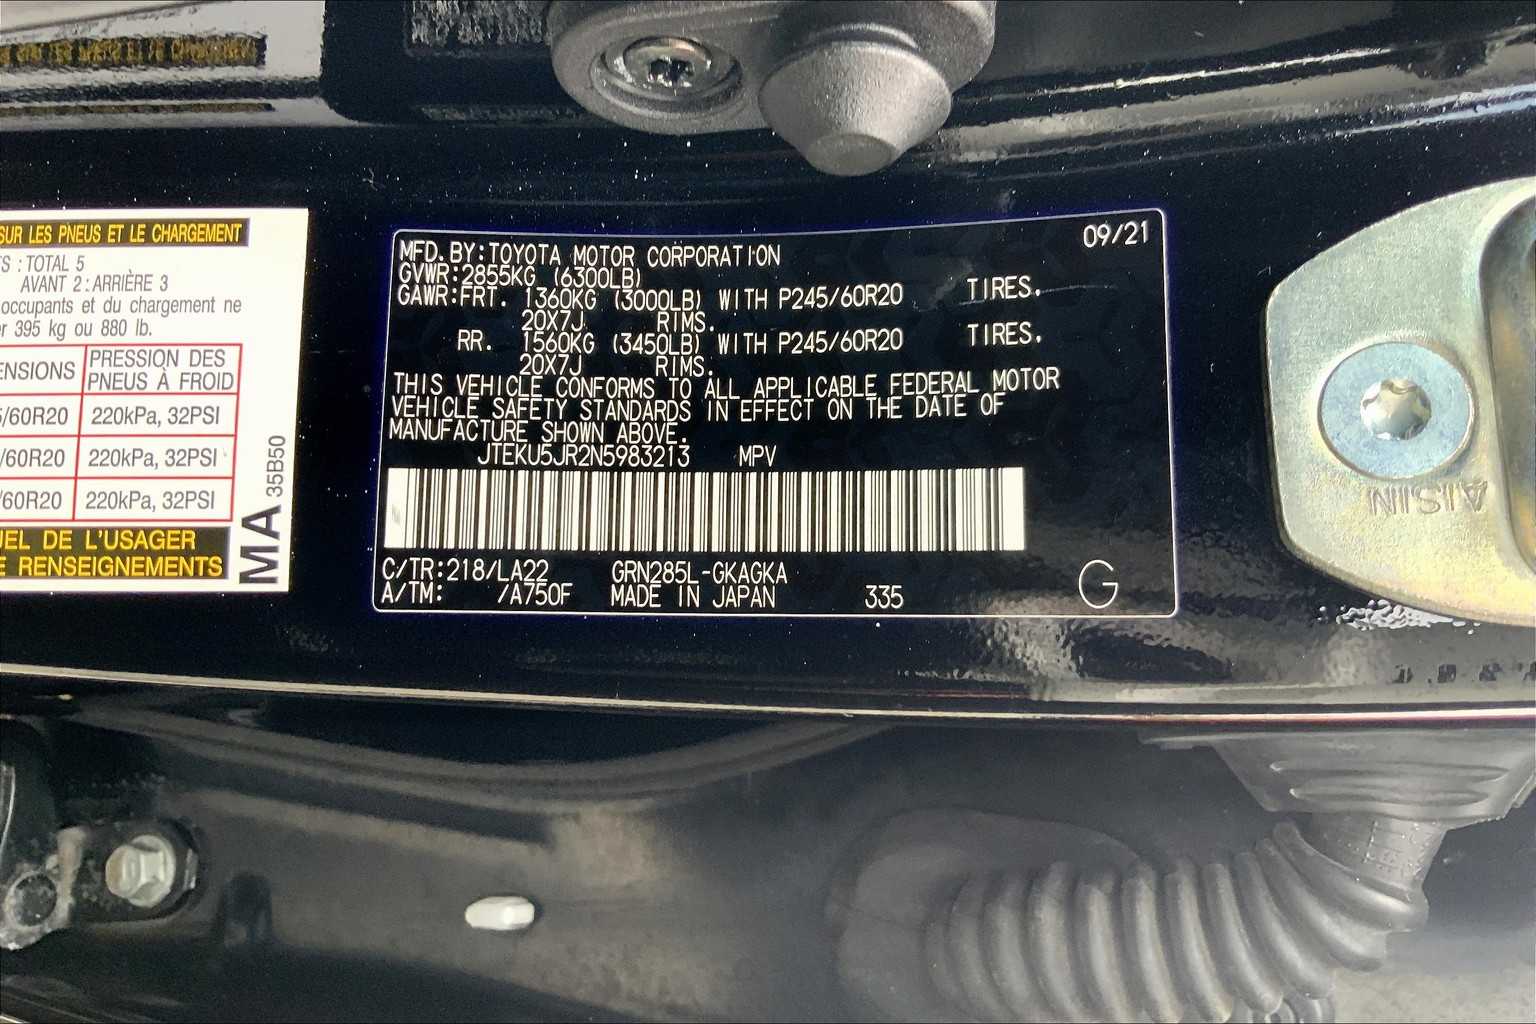 SUR LES PNEUS ET LE CHARGEMENT
TS : TOTAL 5
AVANT 2 : ARRIÈRE 3
occupants et du chargement ne
er 395 kg ou 880 lb.
ENSIONS PRESSION DES
PNEUS À FROID
5/60R20 220kPa, 32PSI
/60R20 220kPa, 32PSI
/60R20 220kPa, 32PSI
UEL DE L'USAGER
E RENSEIGNEMENTS
MA 35B50
09/21
MFD. BY: TOYOTA MOTOR CORPORATION
GVWR: 2855KG (6300LB)
GAWR: FRT. 1360KG (3000LB) WITH P245/60R20 TIRES,
20X7J RIMS.
RR. 1560KG (3450LB) WITH P245/60R20 TIRES,
20X7J RIMS.
THIS VEHICLE CONFORMS TO ALL APPLICABLE FEDERAL MOTOR
VEHICLE SAFETY STANDARDS IN EFFECT ON THE DATE OF
MANUFACTURE SHOWN ABOVE.
JTEKU5JR2N5983213 MPV
C/TR: 218/LA22 GRN285L-GKAGKA
A/TM: /A750F MADE IN JAPAN 335 G
AISIN